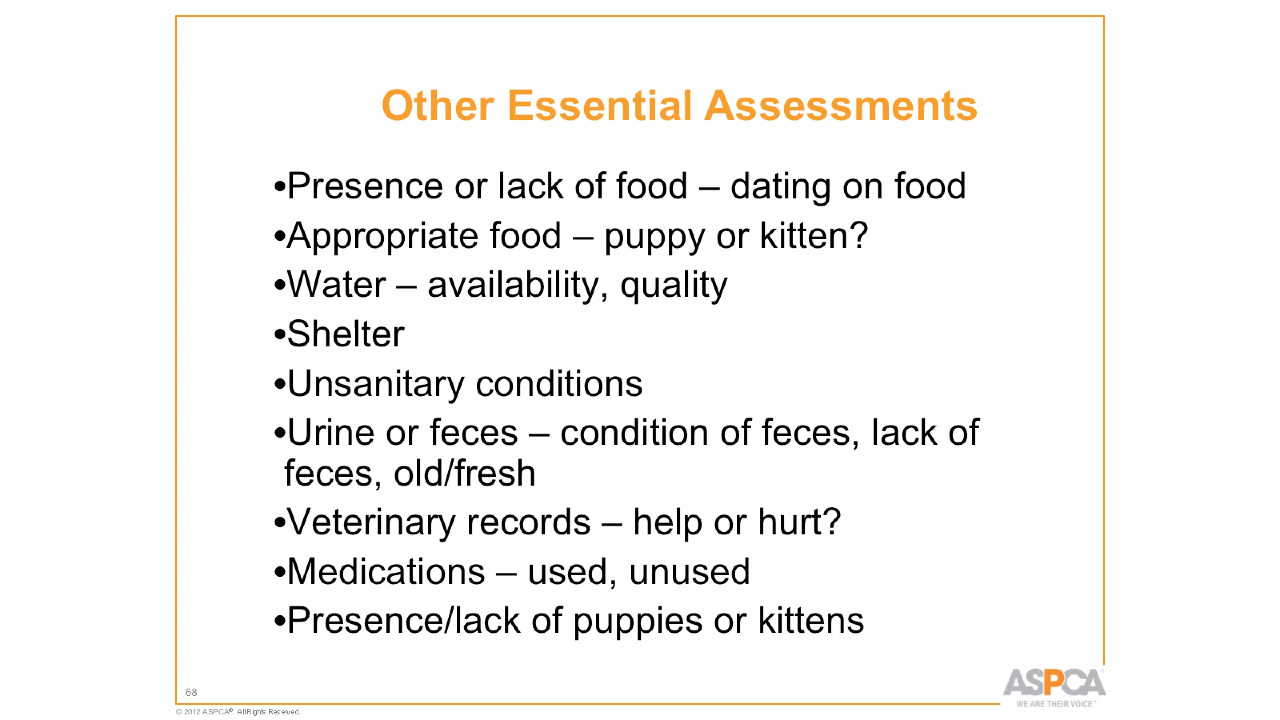 Other Essential Assessments
•Presence or lack of food – dating on food
•Appropriate food – puppy or kitten?
•Water – availability, quality
•Shelter
•Unsanitary conditions
•Urine or feces – condition of feces, lack of
feces, old/fresh
•Veterinary records – help or hurt?
•Medications – used, unused
•Presence/lack of puppies or kittens
68
ASPCA
WE ARE THEIR VOICE.
© 2012 ASPCA®. All Rights Reserved.